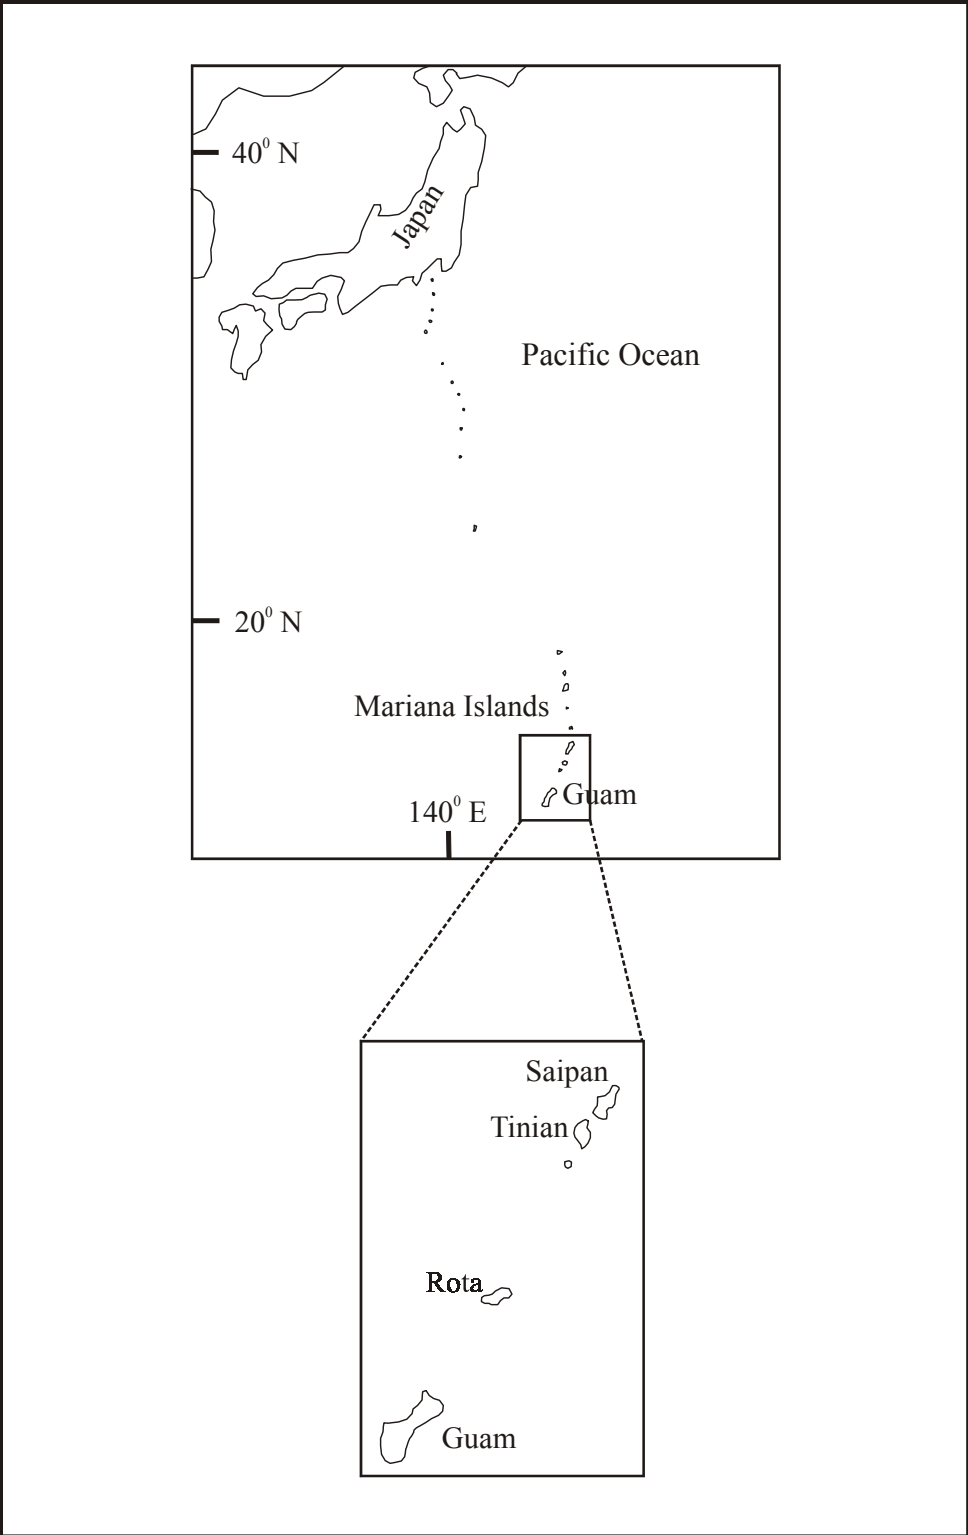 40⁰ N
Japan
Pacific Ocean
20⁰ N
Mariana Islands
Guam
140⁰ E
Saipan
Tinian
Rota
Guam